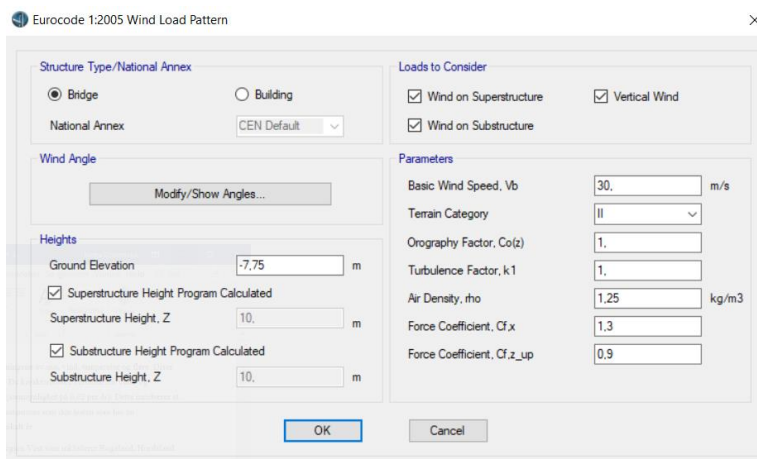 Eurocode 1:2005 Wind Load Pattern
Structure Type/National Annex
Bridge Building
National Annex CEN Default
Wind Angle
Modify/Show Angles...
Heights
Ground Elevation -7,75 m
Superstructure Height Program Calculated
Superstructure Height, Z 10, m
Substructure Height Program Calculated
Substructure Height, Z 10, m
Loads to Consider
Wind on Superstructure Vertical Wind
Wind on Substructure
Parameters
Basic Wind Speed, Vb 30, m/s
Terrain Category II
Orography Factor, Co(z) 1,
Turbulence Factor, k1 1,
Air Density, rho 1,25 kg/m3
Force Coefficient, Cf,x 1,3
Force Coefficient, Cf,z_up 0,9
OK Cancel